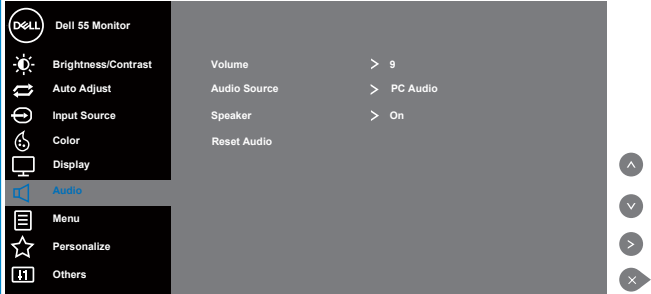 DELL Dell 55 Monitor
Brightness/Contrast Volume > 9
Auto Adjust Audio Source > PC Audio
Input Source Speaker > On
Color Reset Audio
Display
Audio
Menu
Personalize
Others